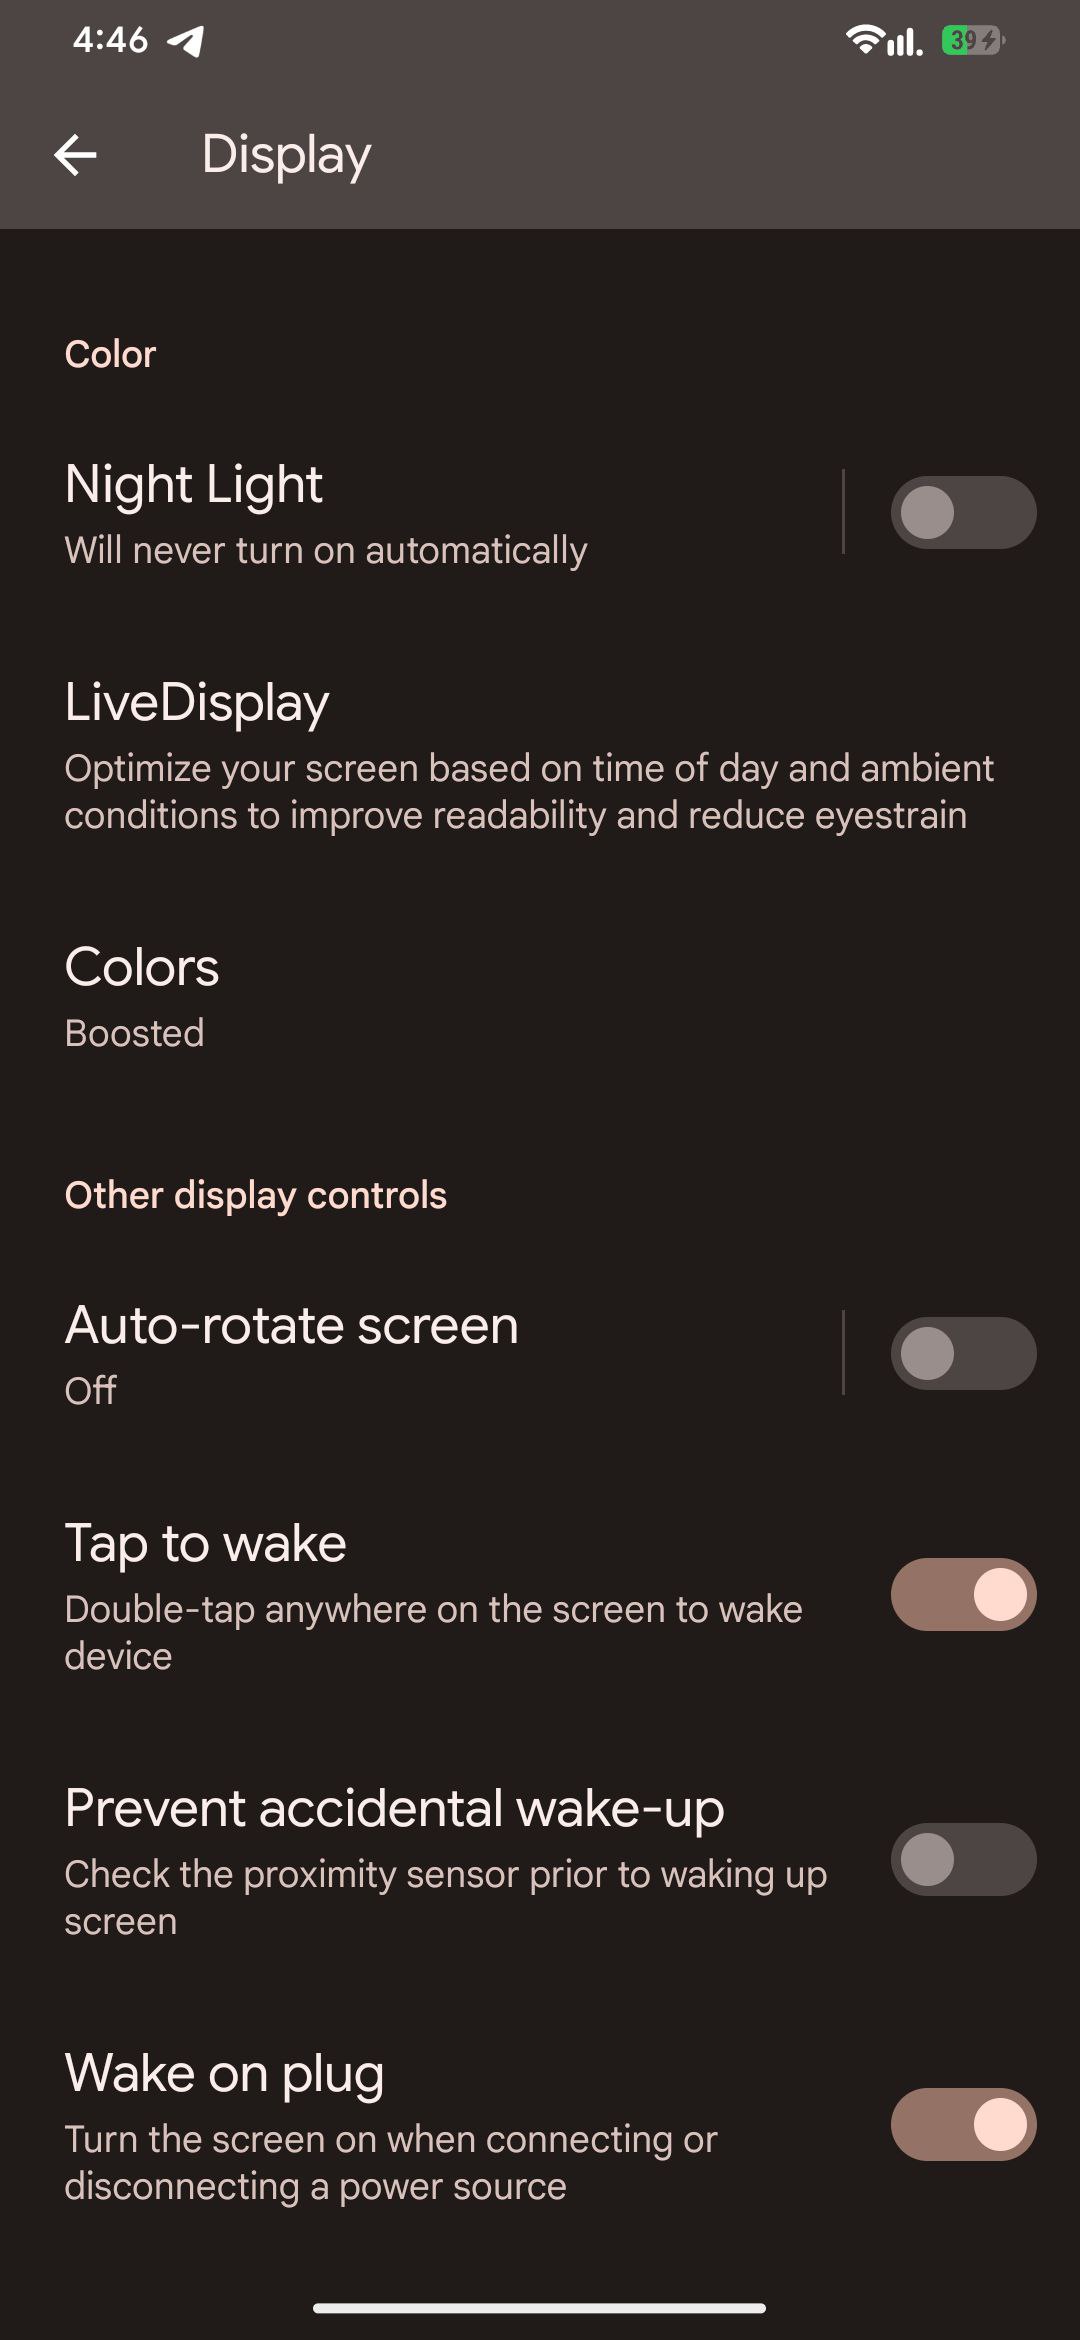 4:46
39
Display
Color
Night Light
Will never turn on automatically
LiveDisplay
Optimize your screen based on time of day and ambient
conditions to improve readability and reduce eyestrain
Colors
Boosted
Other display controls
Auto-rotate screen
Off
Tap to wake
Double-tap anywhere on the screen to wake
device
Prevent accidental wake-up
Check the proximity sensor prior to waking up
screen
Wake on plug
Turn the screen on when connecting or
disconnecting a power source